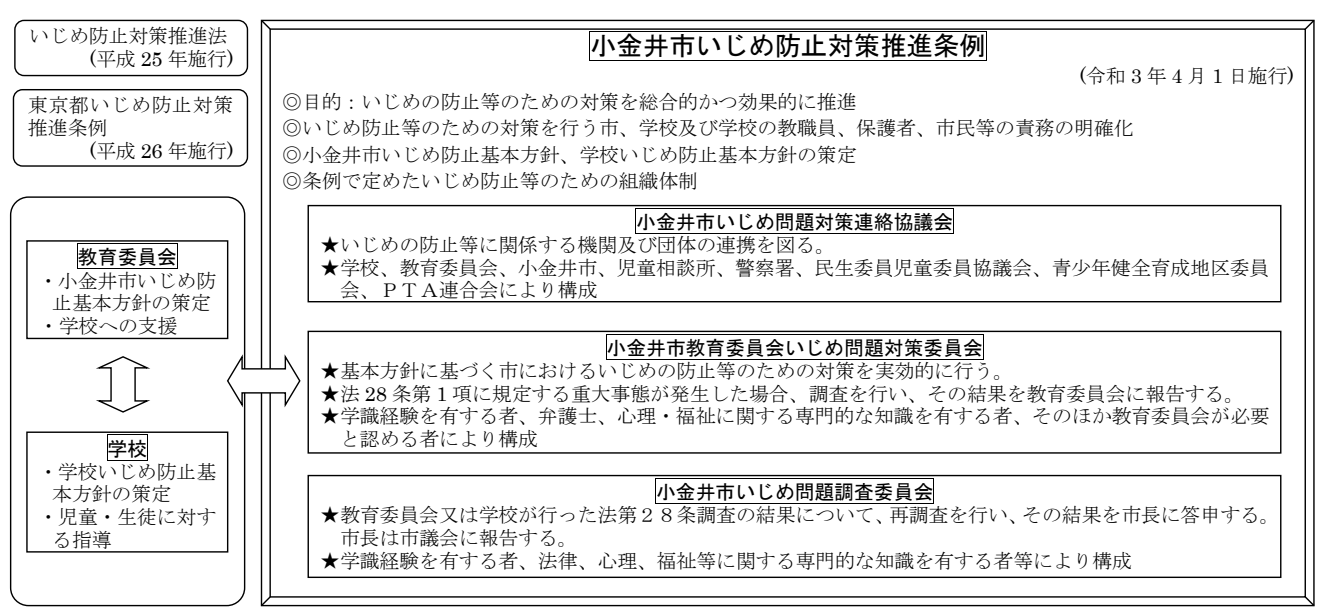 いじめ防止対策推進法
(平成 25 年施行)
東京都いじめ防止対策
推進条例
(平成 26 年施行)
教育委員会
・小金井市いじめ防
止基本方針の策定
・学校への支援
学校
・学校いじめ防止基
本方針の策定
・児童・生徒に対す
る指導
小金井市いじめ防止対策推進条例
(令和 3 年 4 月 1 日施行)
◎目的：いじめの防止等のための対策を総合的かつ効果的に推進
◎いじめ防止等のための対策を行う市、学校及び学校の教職員、保護者、市民等の責務の明確化
◎小金井市いじめ防止基本方針、学校いじめ防止基本方針の策定
◎条例で定めたいじめ防止等のための組織体制
小金井市いじめ問題対策連絡協議会
★いじめの防止等に関係する機関及び団体の連携を図る。
★学校、教育委員会、小金井市、児童相談所、警察署、民生委員児童委員協議会、青少年健全育成地区委員
会、ＰＴＡ連合会により構成
小金井市教育委員会いじめ問題対策委員会
★基本方針に基づく市におけるいじめの防止等のための対策を実効的に行う。
★法 28 条第 1 項に規定する重大事態が発生した場合、調査を行い、その結果を教育委員会に報告する。
★学識経験を有する者、弁護士、心理・福祉に関する専門的な知識を有する者、そのほか教育委員会が必要
と認める者により構成
小金井市いじめ問題調査委員会
★教育委員会又は学校が行った法第２８条調査の結果について、再調査を行い、その結果を市長に答申する。
市長は市議会に報告する。
★学識経験を有する者、法律、心理、福祉等に関する専門的な知識を有する者等により構成